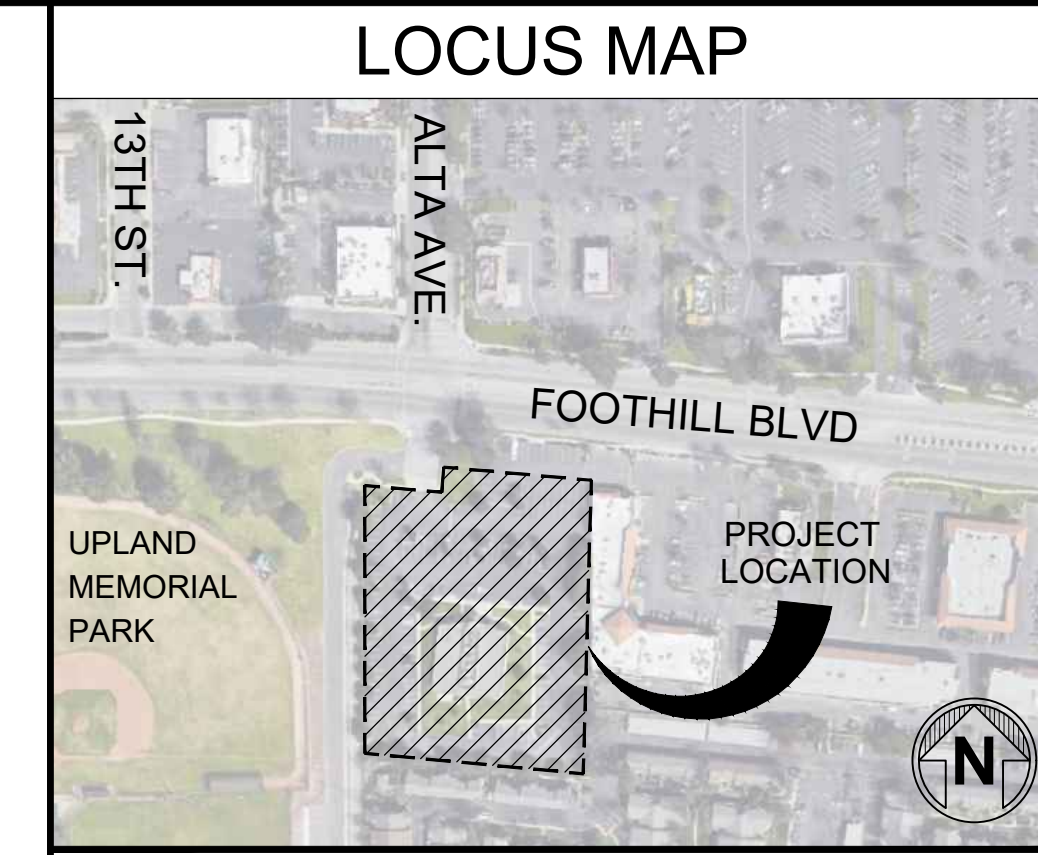 LOCUS MAP
13TH ST.
ALTA AVE.
FOOTHILL BLVD
UPLAND
MEMORIAL
PARK
PROJECT
LOCATION
N